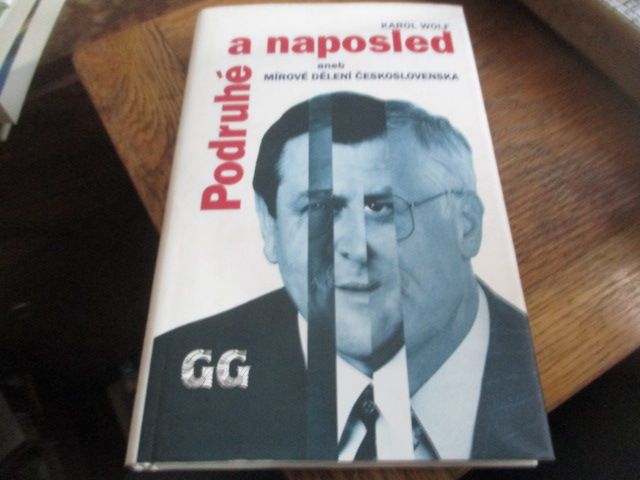 KAROL WOLF
Podruhé a naposled
aneb
MÍROVÉ DĚLENÍ ČESKOSLOVENSKA
GG